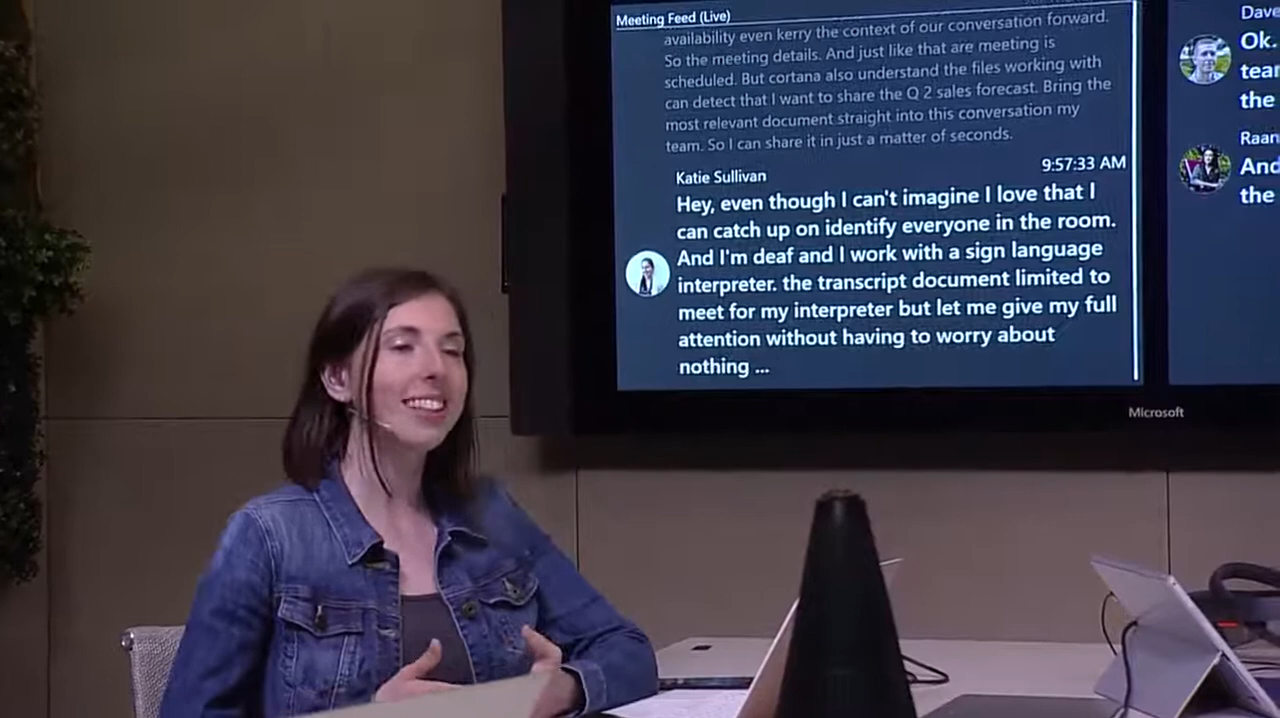 Meeting Feed (Live)
availability even kerry the context of our conversation forward.
So the meeting details. And just like that are meeting is
scheduled. But cortana also understand the files working with
can detect that I want to share the Q 2 sales forecast. Bring the
most relevant document straight into this conversation my
team. So I can share it in just a matter of seconds.
Katie Sullivan
9:57:33 AM
Hey, even though I can't imagine I love that I
can catch up on identify everyone in the room.
And I'm deaf and I work with a sign language
interpreter. the transcript document limited to
meet for my interpreter but let me give my full
attention without having to worry about
nothing ...
Dave
Ok.
the
Raan
And
the
Microsoft